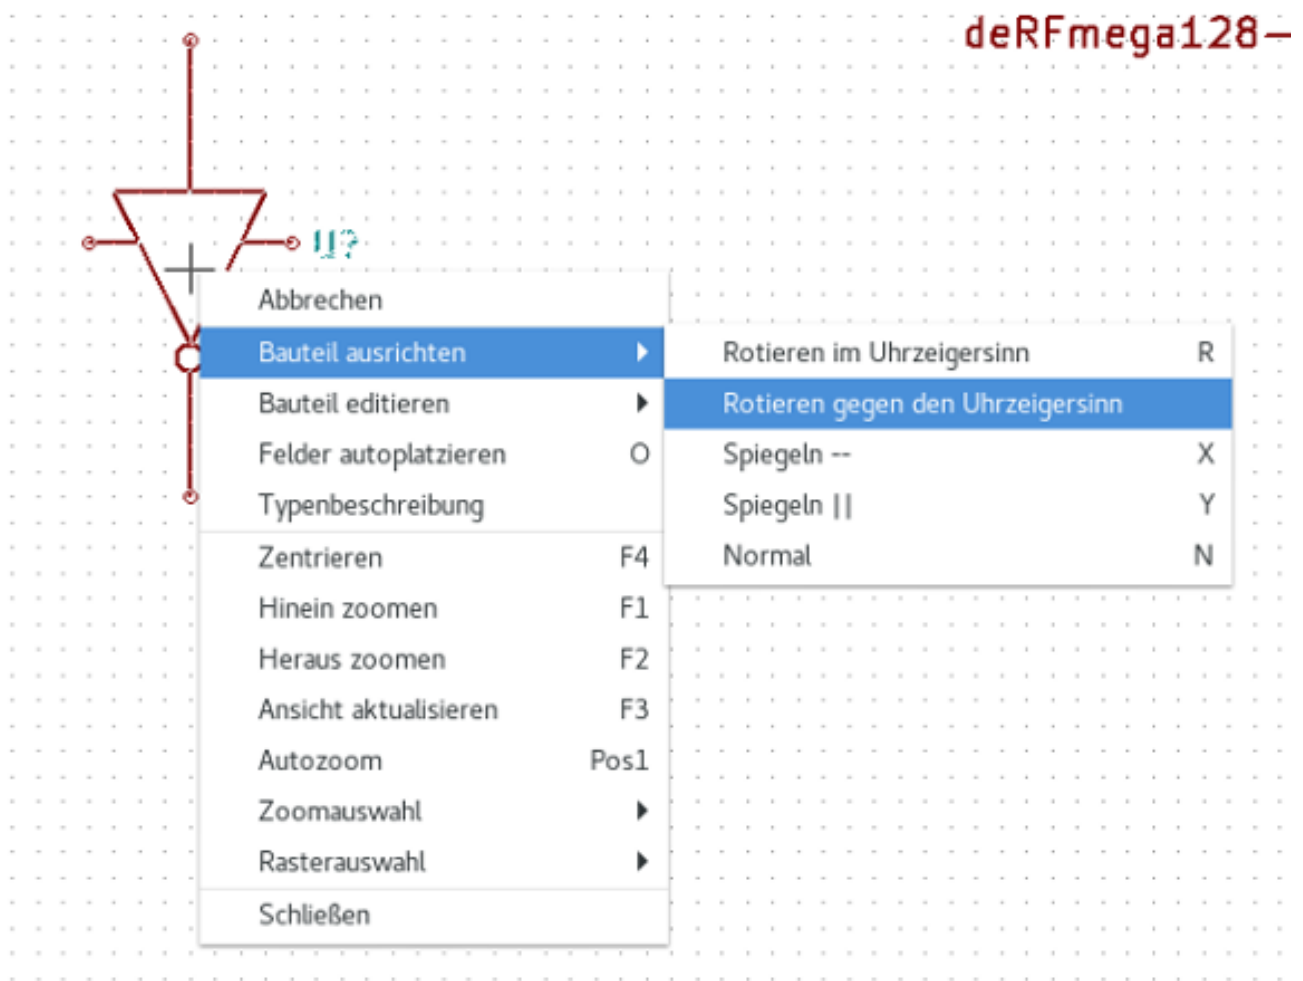 deRFmega128-
U?
Abbrechen
Bauteil ausrichten
Bauteil editieren
Felder autoplatzieren O
Typenbeschreibung
Zentrieren F4
Hinein zoomen F1
Heraus zoomen F2
Ansicht aktualisieren F3
Autozoom Pos1
Zoomauswahl
Rasterauswahl
Schließen
Rotieren im Uhrzeigersinn R
Rotieren gegen den Uhrzeigersinn
Spiegeln -- X
Spiegeln || Y
Normal N